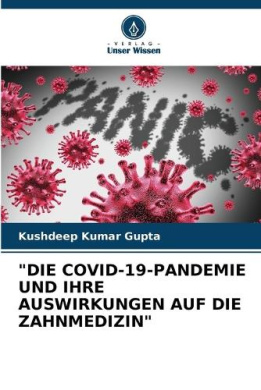 VERLAG
Unser Wissen
PANIC
Kushdeep Kumar Gupta
"DIE COVID-19-PANDEMIE
UND IHRE
AUSWIRKUNGEN AUF DIE
ZAHNMEDIZIN"